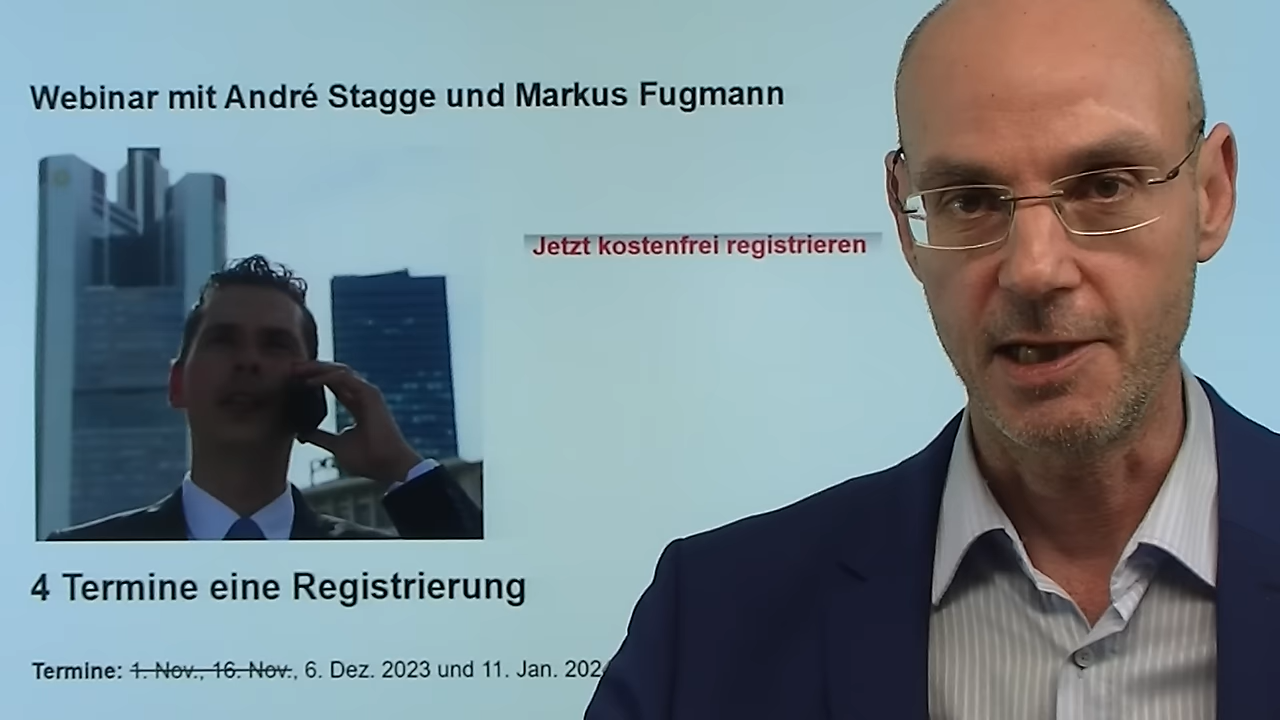 Webinar mit André Stagge und Markus Fugmann
Jetzt kostenfrei registrieren
4 Termine eine Registrierung
Termine: 1. Nov., 16. Nov., 6. Dez. 2023 und 11. Jan. 2024